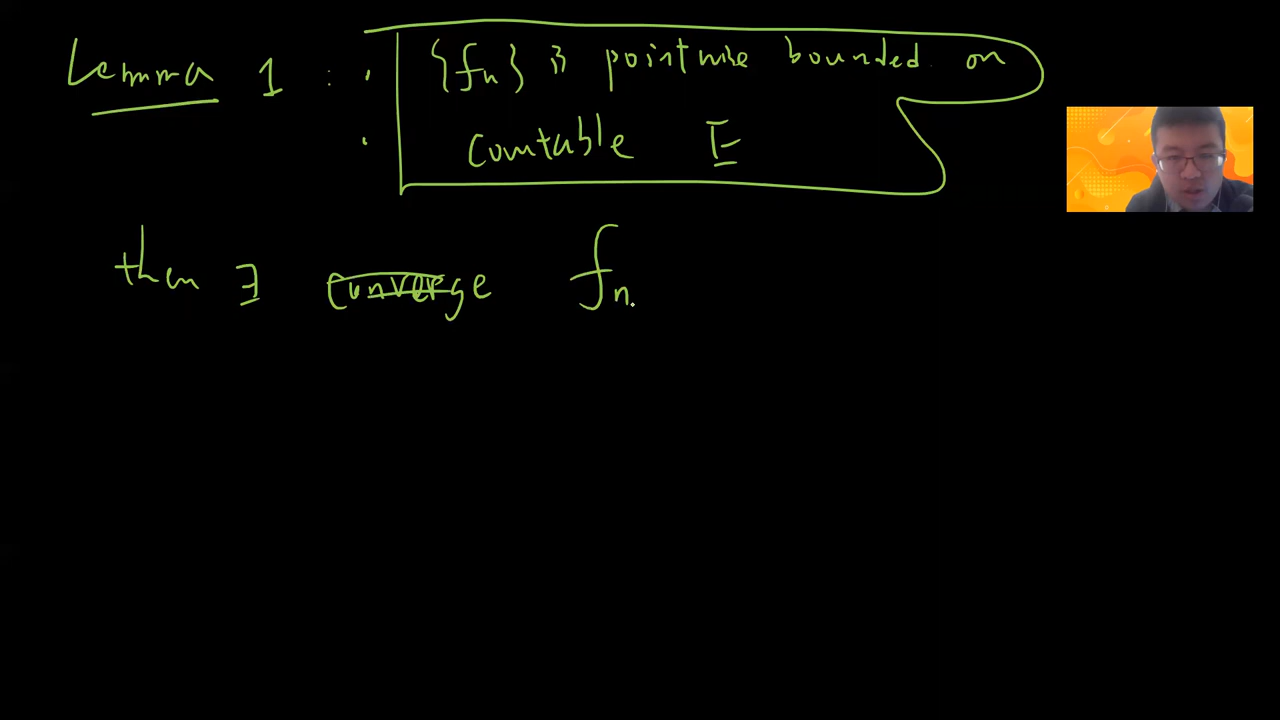 Lemma 1 : · {fn} is pointwise bounded on
· countable E
then ∃ converge fn